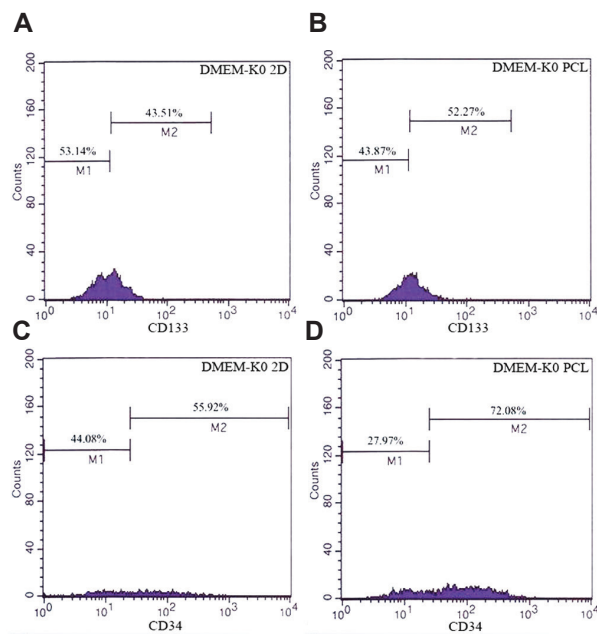 A
DMEM-K0 2D
Counts
200
160
120
80
40
0
53.14%
M1
43.51%
M2
10^0 10^1 10^2 10^3 10^4
CD133
B
DMEM-K0 PCL
Counts
200
160
120
80
40
0
43.87%
M1
52.27%
M2
10^0 10^1 10^2 10^3 10^4
CD133
C
DMEM-K0 2D
Counts
200
160
120
80
40
0
44.08%
M1
55.92%
M2
10^0 10^1 10^2 10^3 10^4
CD34
D
DMEM-K0 PCL
Counts
200
160
120
80
40
0
27.97%
M1
72.08%
M2
10^0 10^1 10^2 10^3 10^4
CD34